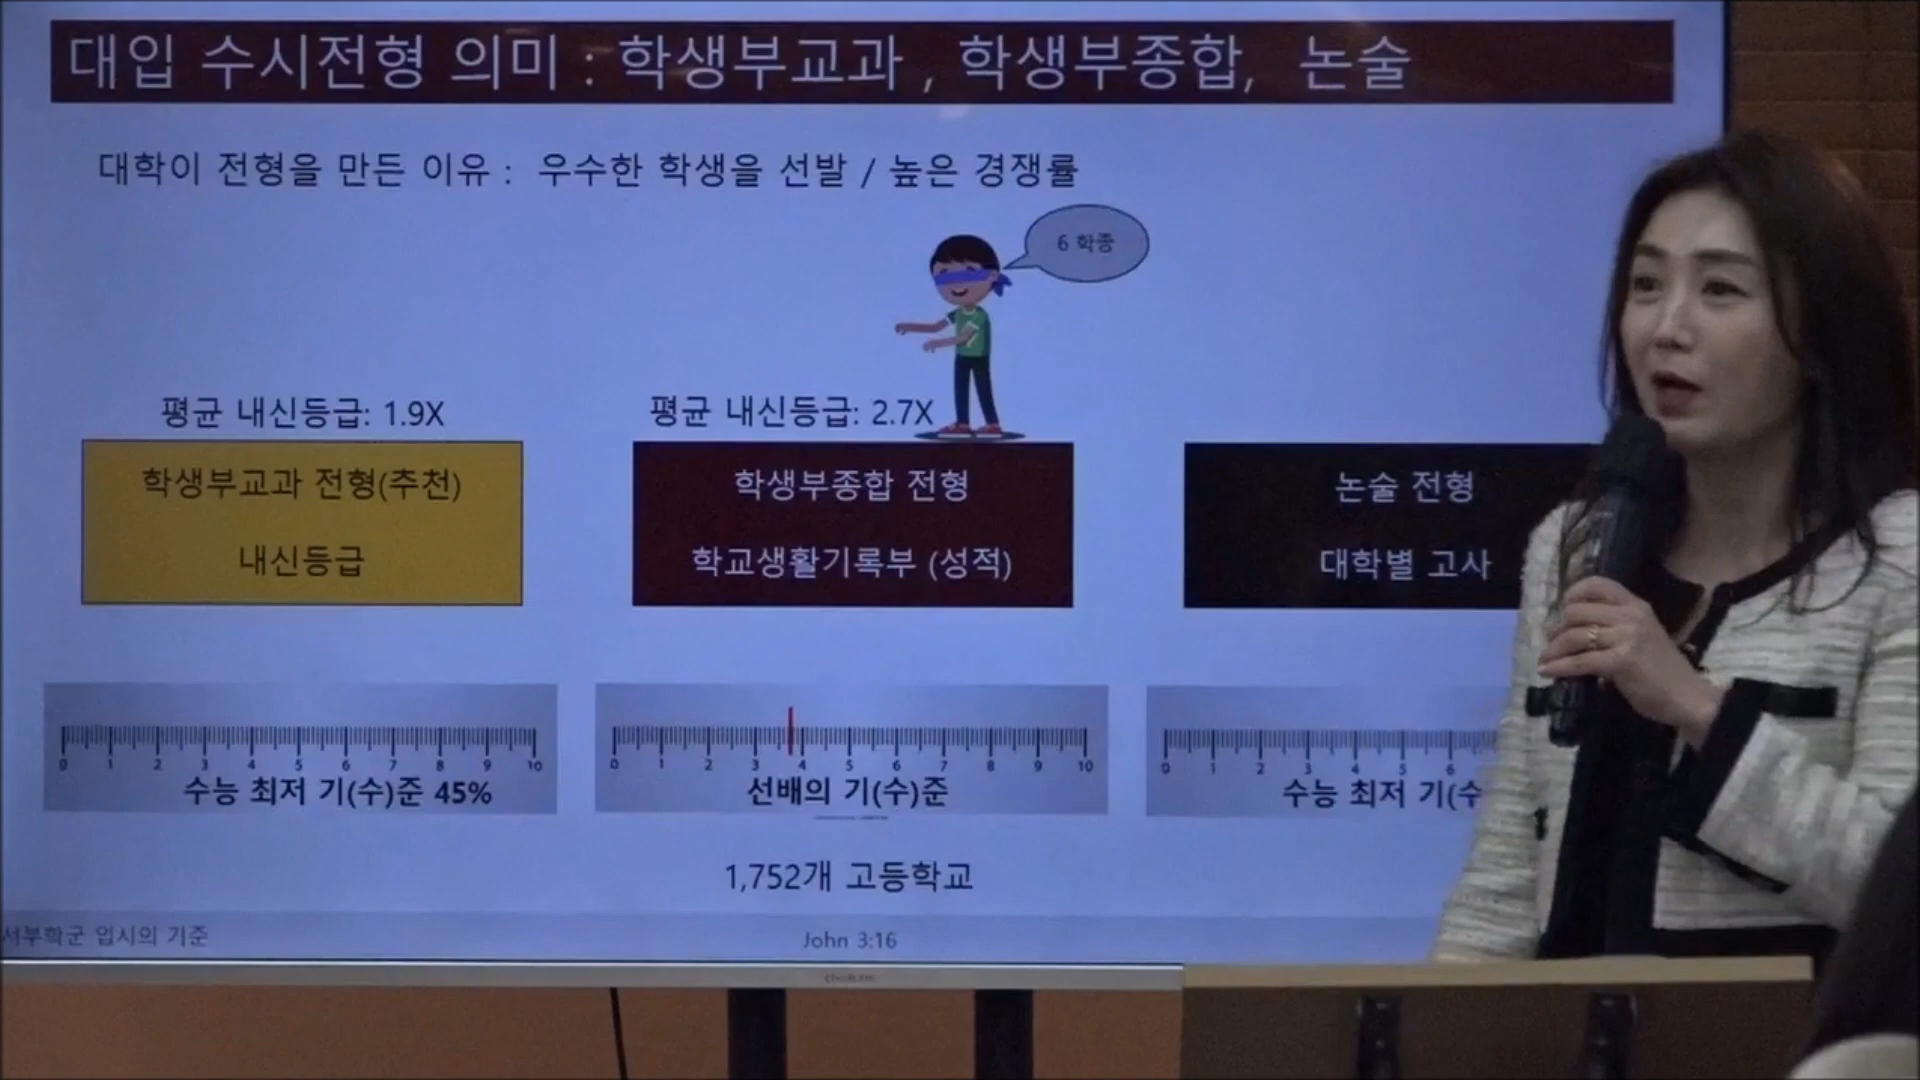 대입 수시전형 의미 : 학생부교과 , 학생부종합, 논술
대학이 전형을 만든 이유 : 우수한 학생을 선발 / 높은 경쟁률
6 학종
평균 내신등급: 1.9X
평균 내신등급: 2.7X
학생부교과 전형(추천)
내신등급
학생부종합 전형
학교생활기록부 (성적)
논술 전형
대학별 고사
0 1 2 3 4 5 6 7 8 9 10
수능 최저 기(수)준 45%
0 1 2 3 4 5 6 7 8 9 10
선배의 기(수)준
0 1 2 3 4 5 6
수능 최저 기(수
1,752개 고등학교
서부학군 입시의 기준
John 3:16